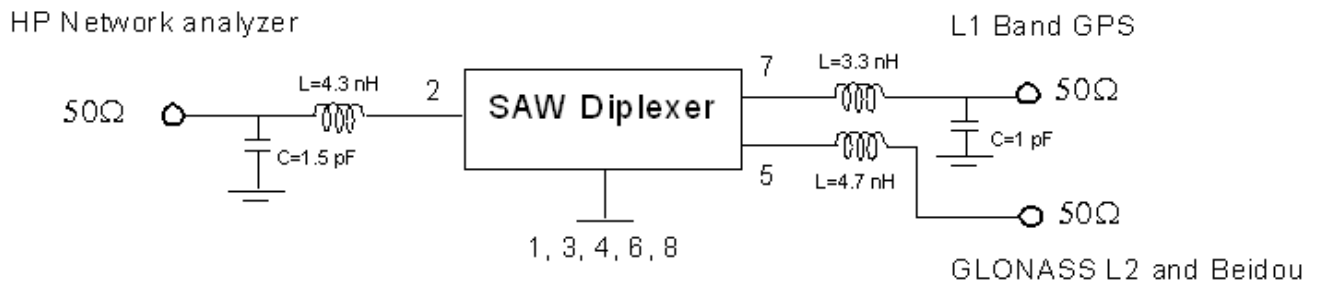 HP Network analyzer
L1 Band GPS
L=4.3 nH
2
SAW Diplexer
7
L=3.3 nH
50Ω
50Ω
C=1.5 pF
C=1 pF
5
L=4.7 nH
50Ω
1, 3, 4, 6, 8
GLONASS L2 and Beidou